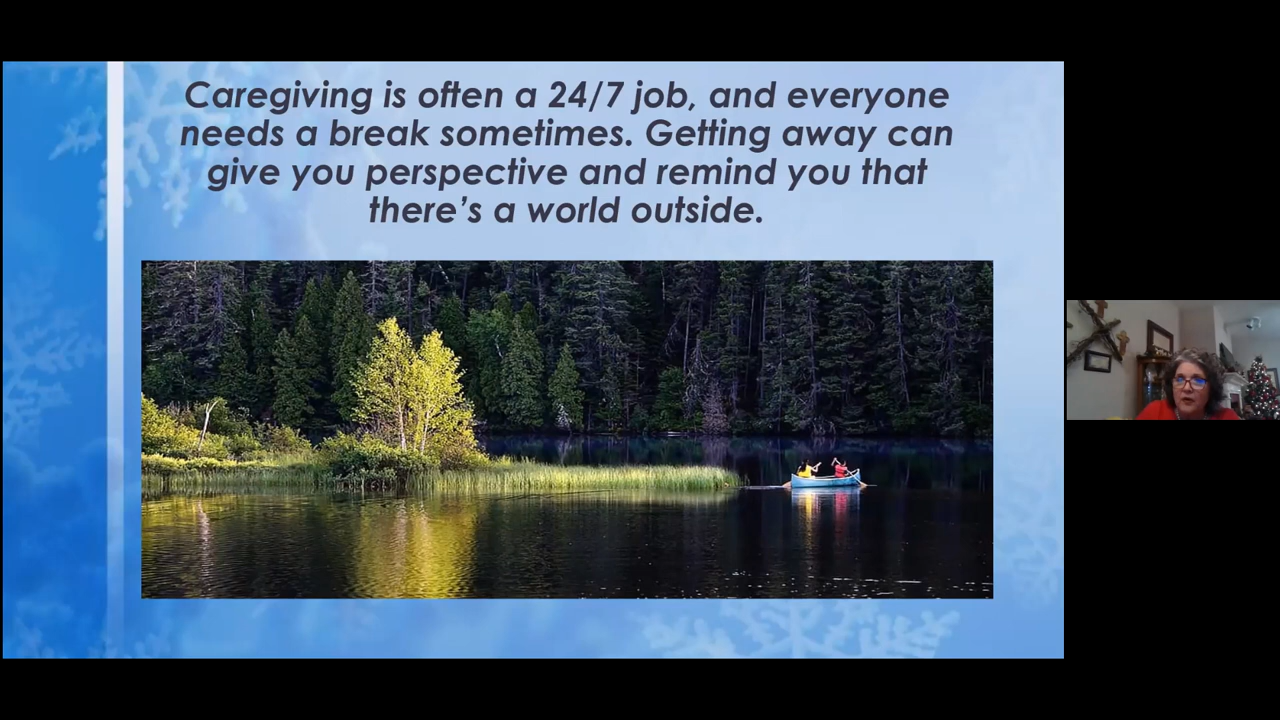 Caregiving is often a 24/7 job, and everyone
needs a break sometimes. Getting away can
give you perspective and remind you that
there's a world outside.